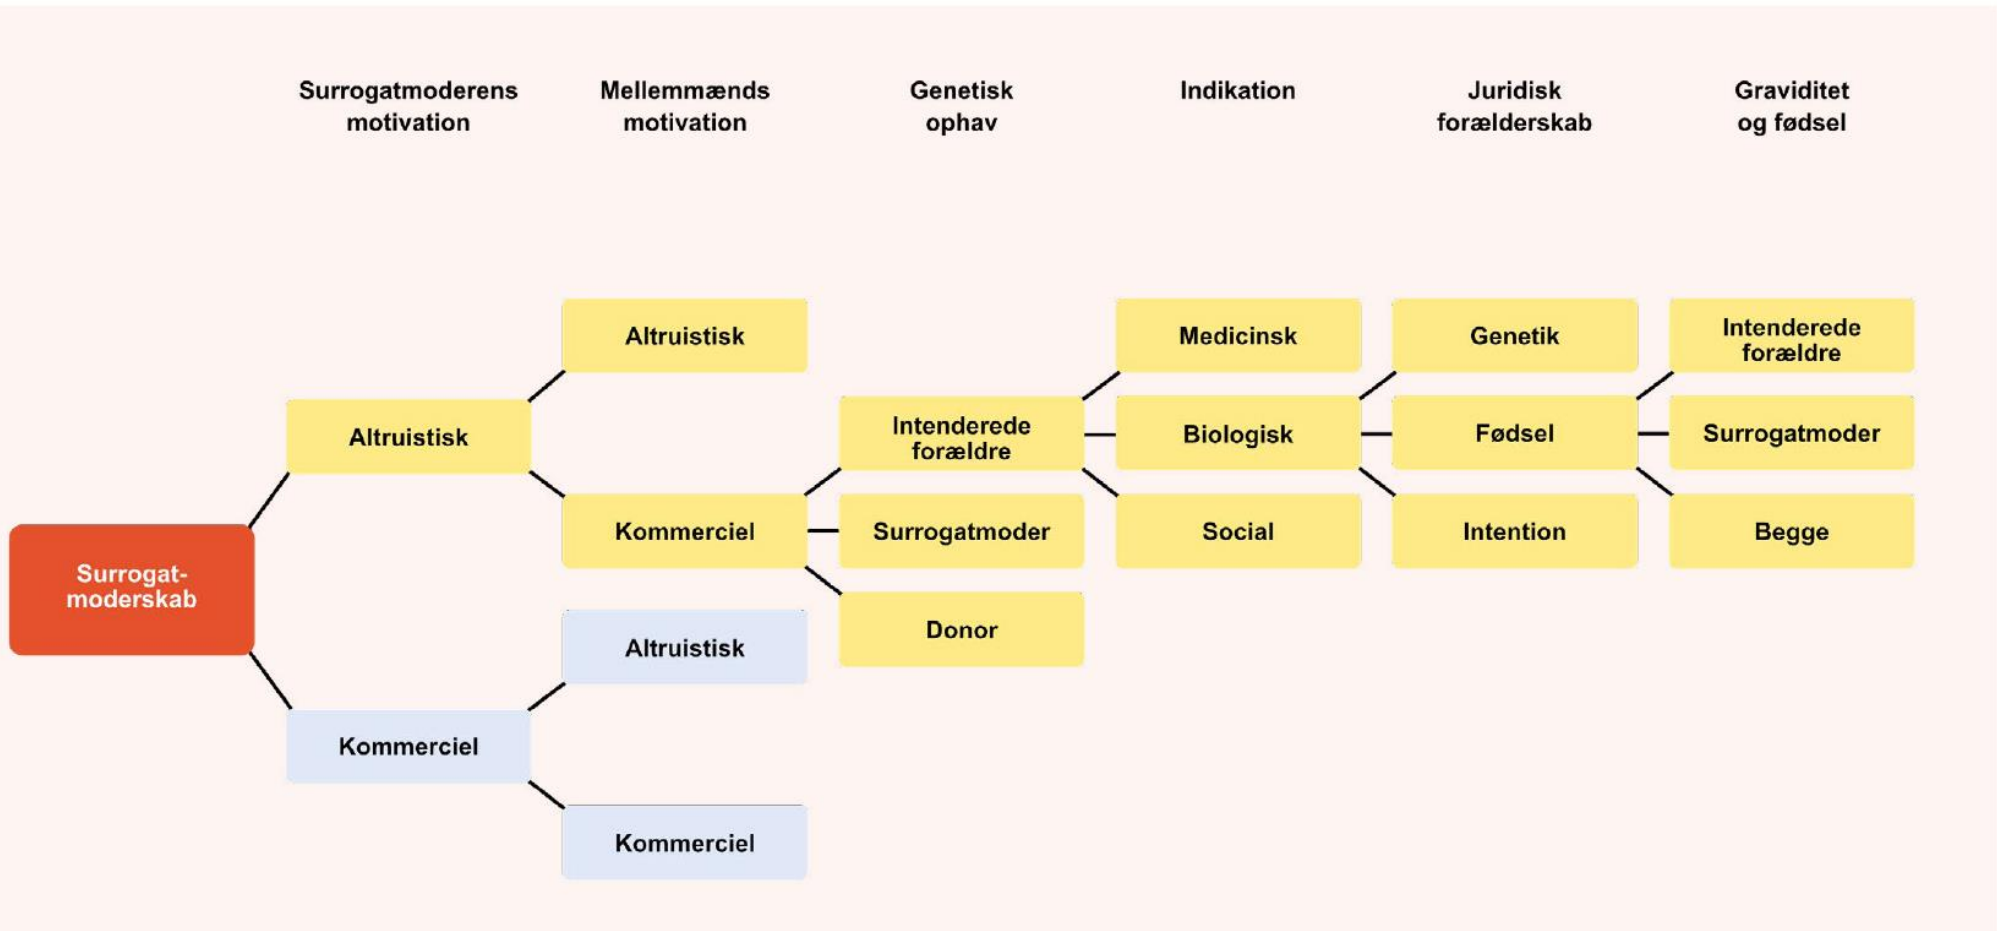 Surrogatmoderens
motivation
Mellemmænds
motivation
Genetisk
ophav
Indikation
Juridisk
forælderskab
Graviditet
og fødsel
Surrogat-
moderskab
Altruistisk
Kommerciel
Altruistisk
Kommerciel
Altruistisk
Kommerciel
Intenderede
forældre
Surrogatmoder
Donor
Medicinsk
Biologisk
Social
Genetik
Fødsel
Intention
Intenderede
forældre
Surrogatmoder
Begge